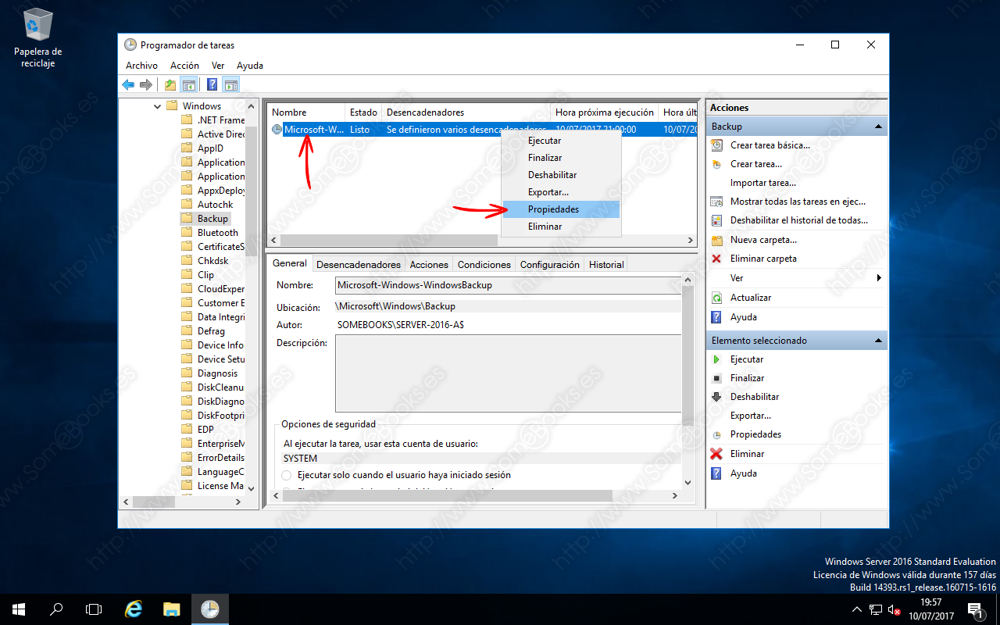 Papelera de
reciclaje
Programador de tareas
Archivo Acción Ver Ayuda
Windows
.NET Frame
Active Direc
AppID
Application
Application
AppxDeploy
Autochk
Backup
Bluetooth
CertificateS
Chkdsk
Clip
CloudExper
Customer E
Data Integri
Defrag
Device Info
Device Setu
Diagnosis
DiskCleanu
DiskDiagno
DiskFootpri
EDP
EnterpriseM
ErrorDetails
LanguageC
License Ma
Nombre Estado Desencadenadores Hora próxima ejecución Hora últ
Microsoft-W... Listo Se definieron varios desencadenadores 10/07/2017 21:00:00 10/07/20
Ejecutar
Finalizar
Deshabilitar
Exportar...
Propiedades
Eliminar
General Desencadenadores Acciones Condiciones Configuración Historial
Nombre: Microsoft-Windows-WindowsBackup
Ubicación: \Microsoft\Windows\Backup
Autor: SOMEBOOKS\SERVER-2016-A$
Descripción:
Opciones de seguridad
Al ejecutar la tarea, usar esta cuenta de usuario:
SYSTEM
Ejecutar solo cuando el usuario haya iniciado sesión
Acciones
Backup
Crear tarea básica...
Crear tarea...
Importar tarea...
Mostrar todas las tareas en ejec...
Deshabilitar el historial de todas...
Nueva carpeta...
Eliminar carpeta
Ver
Actualizar
Ayuda
Elemento seleccionado
Ejecutar
Finalizar
Deshabilitar
Exportar...
Propiedades
Eliminar
Ayuda
Windows Server 2016 Standard Evaluation
Licencia de Windows válida durante 157 días
Build 14393.rs1_release.160715-1616
19:57
10/07/2017
1
http://www.SomeBooks.es